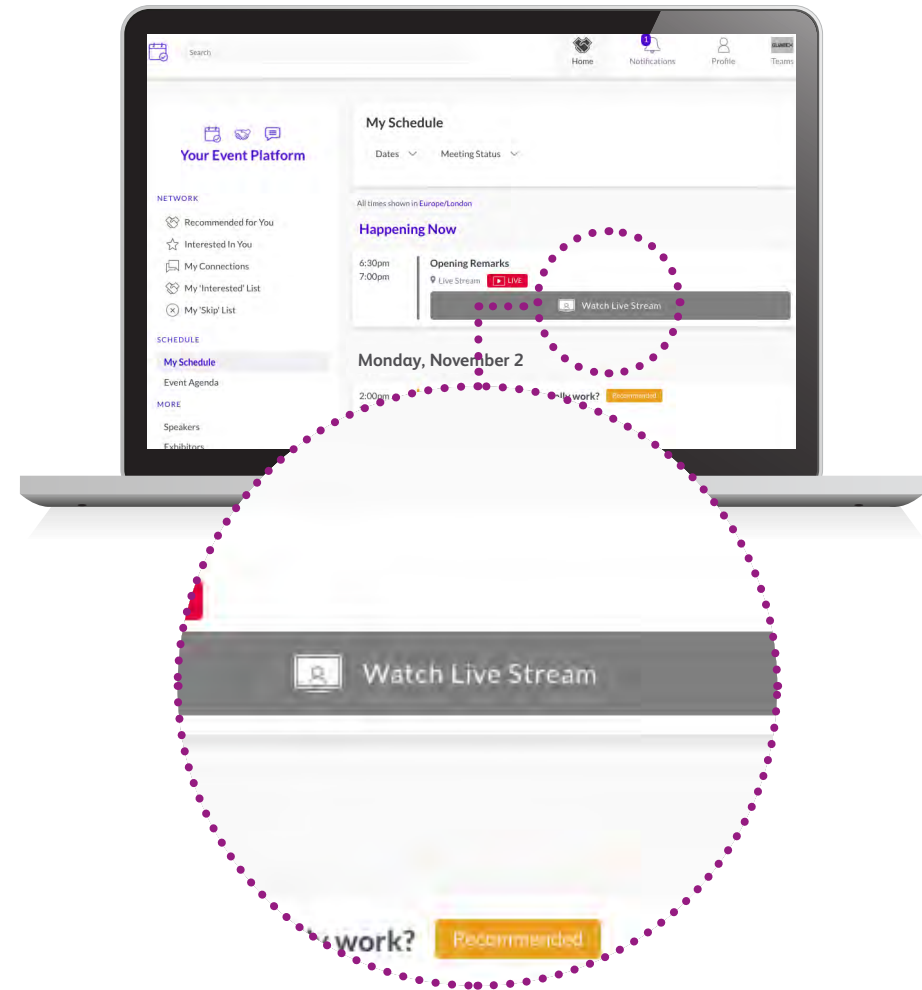 Search
Home
1
Notifications
Profile
Teams
Your Event Platform
NETWORK
Recommended for You
Interested In You
My Connections
My 'Interested' List
My 'Skip' List
SCHEDULE
My Schedule
Event Agenda
MORE
Speakers
Exhibitors
My Schedule
Dates
Meeting Status
All times shown in Europe/London
Happening Now
6:30pm
7:00pm
Opening Remarks
Live Stream
LIVE
Watch Live Stream
Monday, November 2
2:00pm
work?
Recommended
Watch Live Stream
work?
Recommended